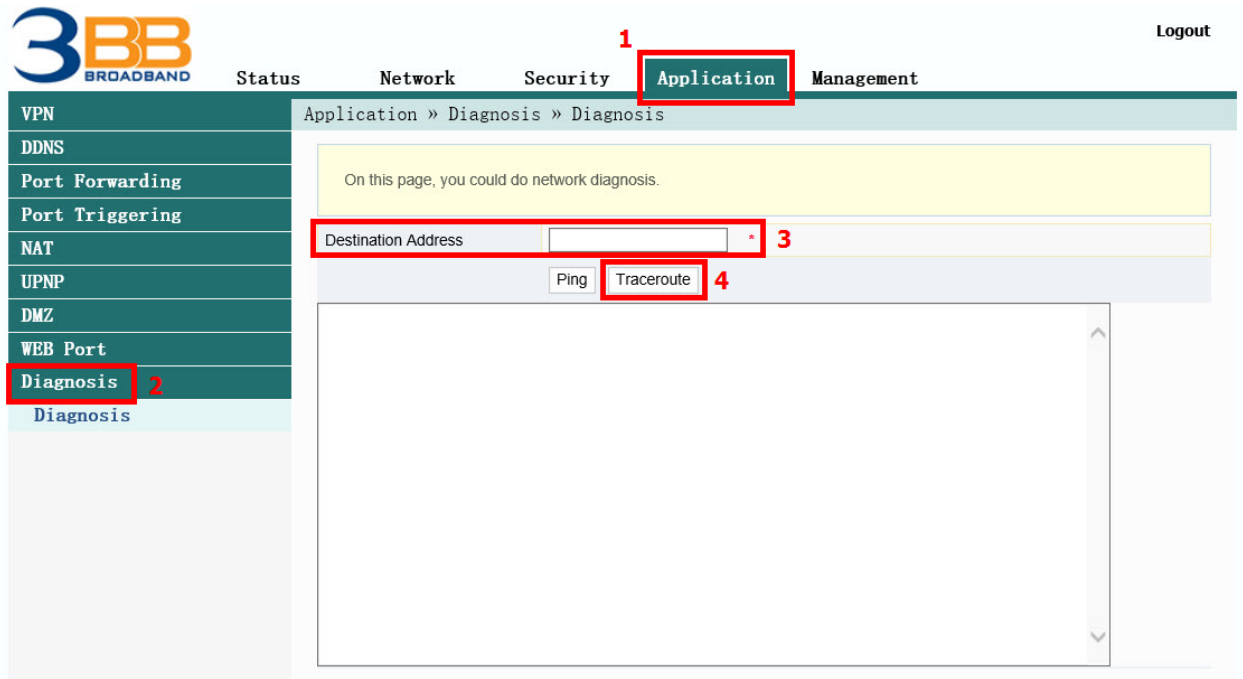 3BB
BROADBAND
Logout
1
Status Network Security Application Management
VPN
DDNS
Port Forwarding
Port Triggering
NAT
UPNP
DMZ
WEB Port
Diagnosis 2
Diagnosis
Application » Diagnosis » Diagnosis
On this page, you could do network diagnosis.
Destination Address * 3
Ping Traceroute 4